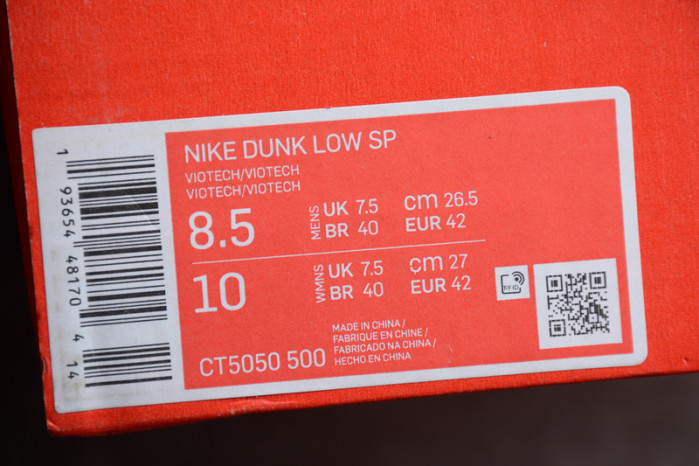 NIKE DUNK LOW SP
VIOTECH/VIOTECH
VIOTECH/VIOTECH
8.5 MENS UK 7.5 cm 26.5
BR 40 EUR 42
10 WMNS UK 7.5 cm 27
BR 40 EUR 42
RFID
MADE IN CHINA /
FABRIQUE EN CHINE /
FABRICADO NA CHINA /
HECHO EN CHINA
CT5050 500
1 93654 48170 4 14